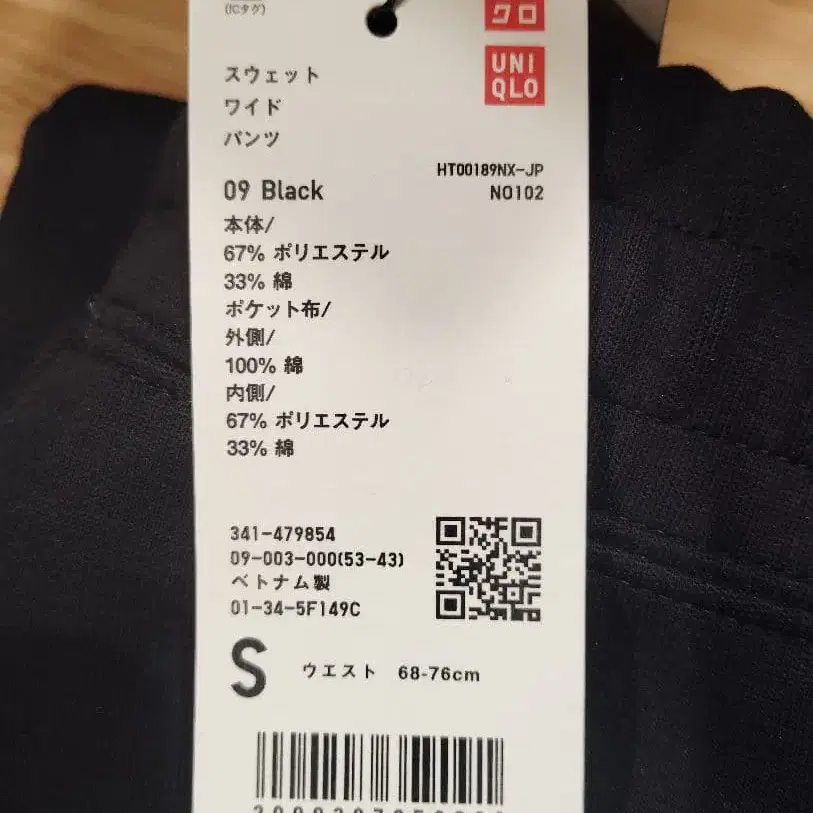 (ICタグ)
クロ
UNI
QLO
スウェット
ワイド
パンツ
HT00189NX-JP
09 Black
NO102
本体/
67% ポリエステル
33% 綿
ポケット布/
外側/
100% 綿
内側/
67% ポリエステル
33% 綿
341-479854
09-003-000(53-43)
ベトナム製
01-34-5F149C
S ウエスト 68-76cm